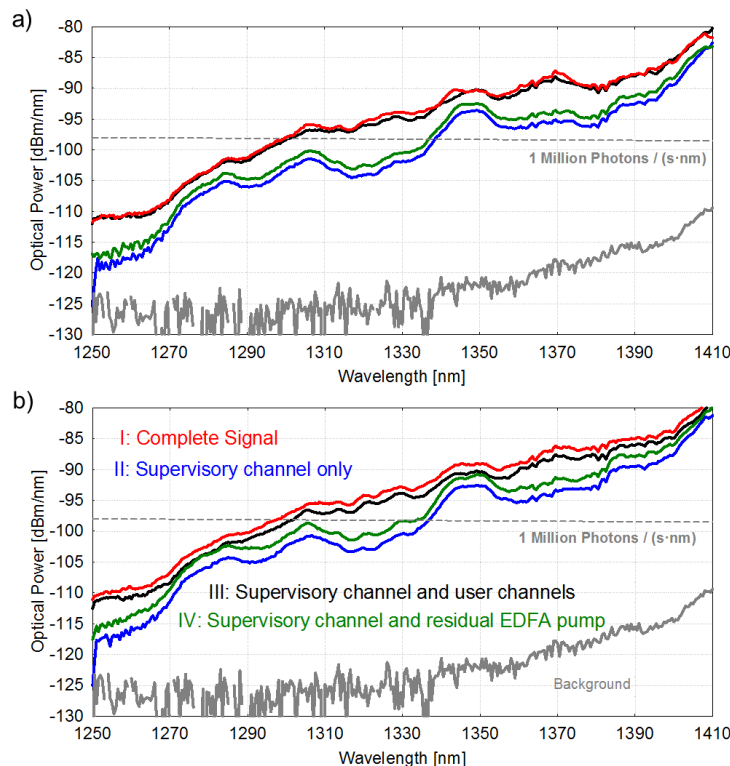 a)
Optical Power [dBm/nm]
-80
-85
-90
-95
-100
-105
-110
-115
-120
-125
-130
1 Million Photons / (s·nm)
1250 1270 1290 1310 1330 1350 1370 1390 1410
Wavelength [nm]
b)
Optical Power [dBm/nm]
-80
-85
-90
-95
-100
-105
-110
-115
-120
-125
-130
I: Complete Signal
II: Supervisory channel only
1 Million Photons / (s·nm)
III: Supervisory channel and user channels
IV: Supervisory channel and residual EDFA pump
Background
1250 1270 1290 1310 1330 1350 1370 1390 1410
Wavelength [nm]